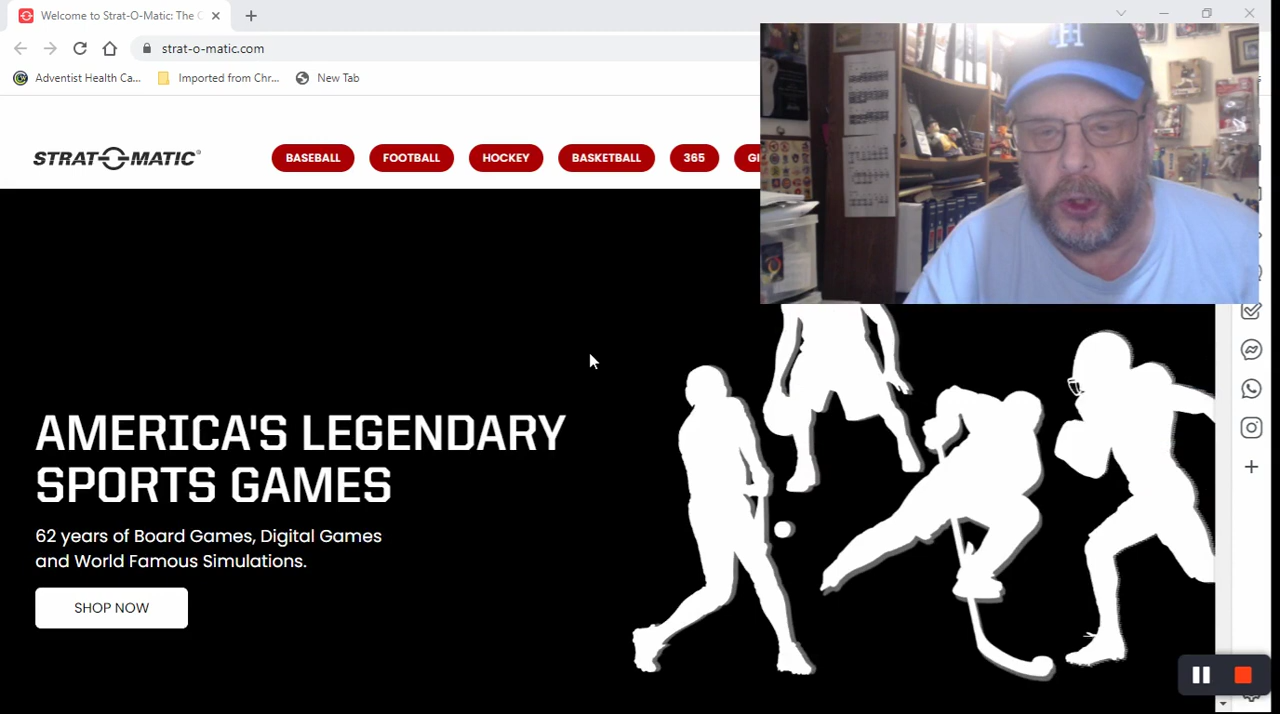 Welcome to Strat-O-Matic: The
strat-o-matic.com
Adventist Health Ca...
Imported from Chr...
New Tab
STRAT-O-MATIC®
BASEBALL
FOOTBALL
HOCKEY
BASKETBALL
365
H
AMERICA'S LEGENDARY
SPORTS GAMES
62 years of Board Games, Digital Games
and World Famous Simulations.
SHOP NOW